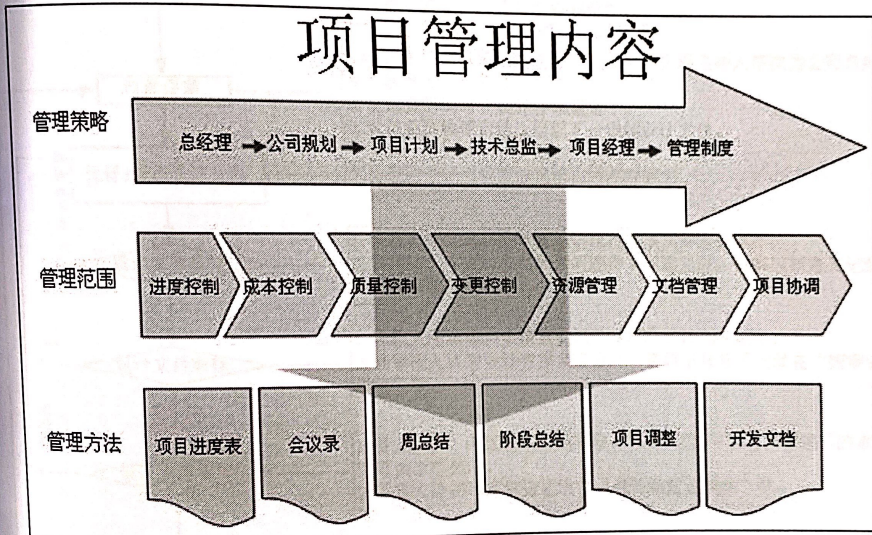 项目管理内容
管理策略
总经理→公司规划→项目计划→技术总监→项目经理→管理制度
管理范围
进度控制 成本控制 质量控制 变更控制 资源管理 文档管理 项目协调
管理方法
项目进度表 会议录 周总结 阶段总结 项目调整 开发文档